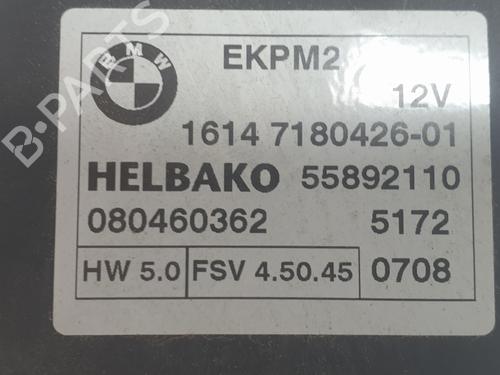 BMW
EKPM2
12V
1614 7180426-01
HELBAKO 55892110
080460362 5172
HW 5.0 FSV 4.50.45 0708
B-PARTS